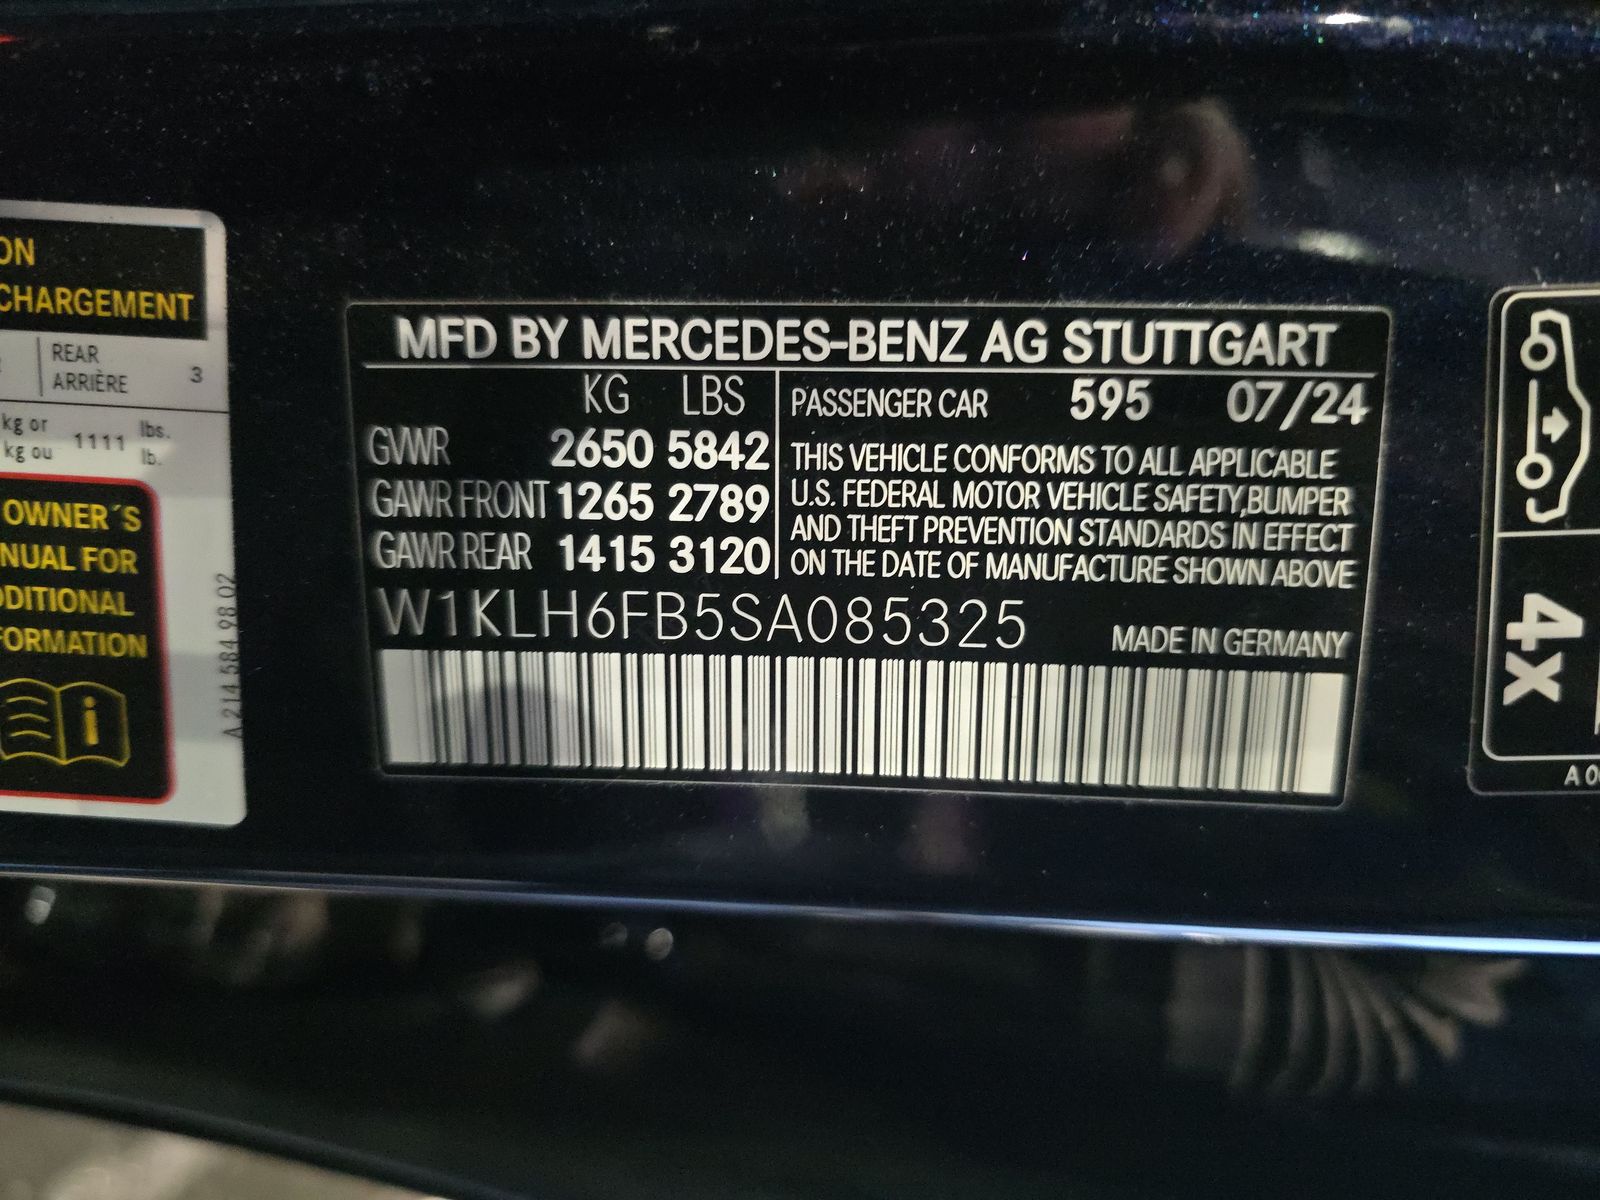 ON
CHARGEMENT
REAR
ARRIÈRE 3
kg or 1111 lbs.
kg ou lb.
OWNER´S
NUAL FOR
DDITIONAL
FORMATION
i
A 214 584 98 02
MFD BY MERCEDES-BENZ AG STUTTGART
KG LBS
GVWR 2650 5842
GAWR FRONT 1265 2789
GAWR REAR 1415 3120
PASSENGER CAR 595 07/24
THIS VEHICLE CONFORMS TO ALL APPLICABLE
U.S. FEDERAL MOTOR VEHICLE SAFETY,BUMPER
AND THEFT PREVENTION STANDARDS IN EFFECT
ON THE DATE OF MANUFACTURE SHOWN ABOVE
W1KLH6FB5SA085325
MADE IN GERMANY
4x
A 0